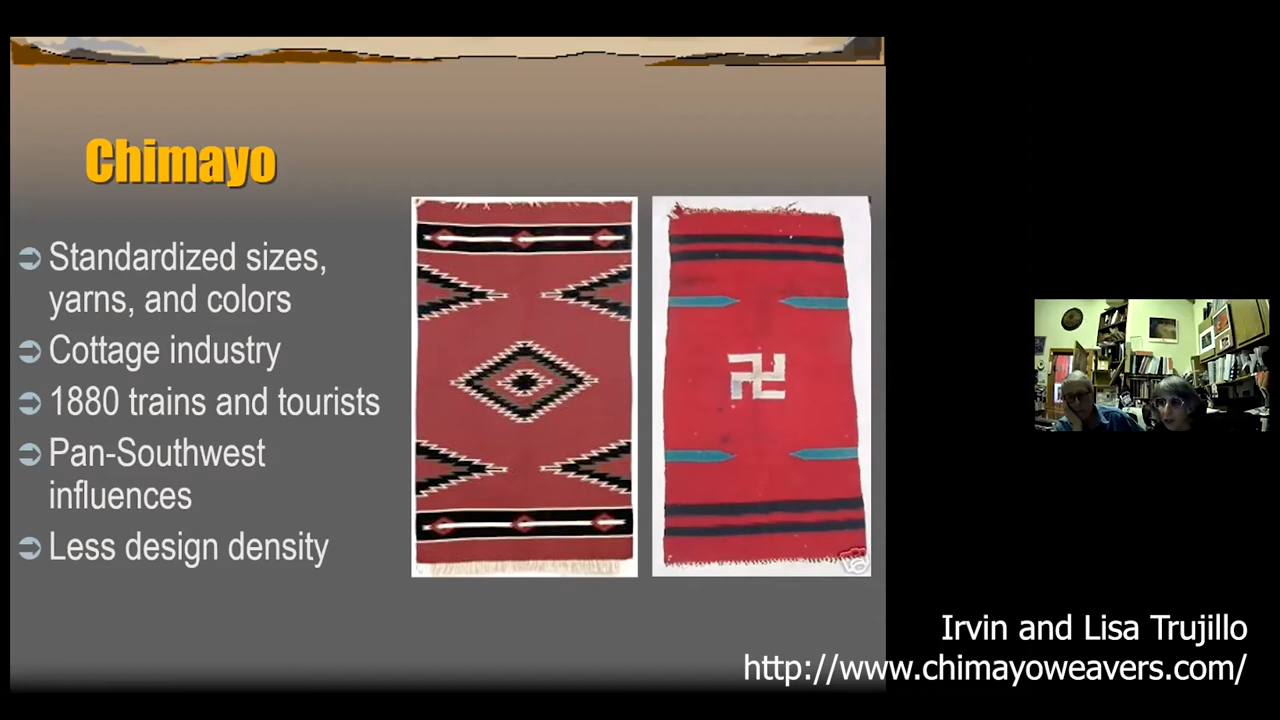 Chimayo
Standardized sizes,
yarns, and colors
Cottage industry
1880 trains and tourists
Pan-Southwest
influences
Less design density
Irvin and Lisa Trujillo
http://www.chimayoweavers.com/